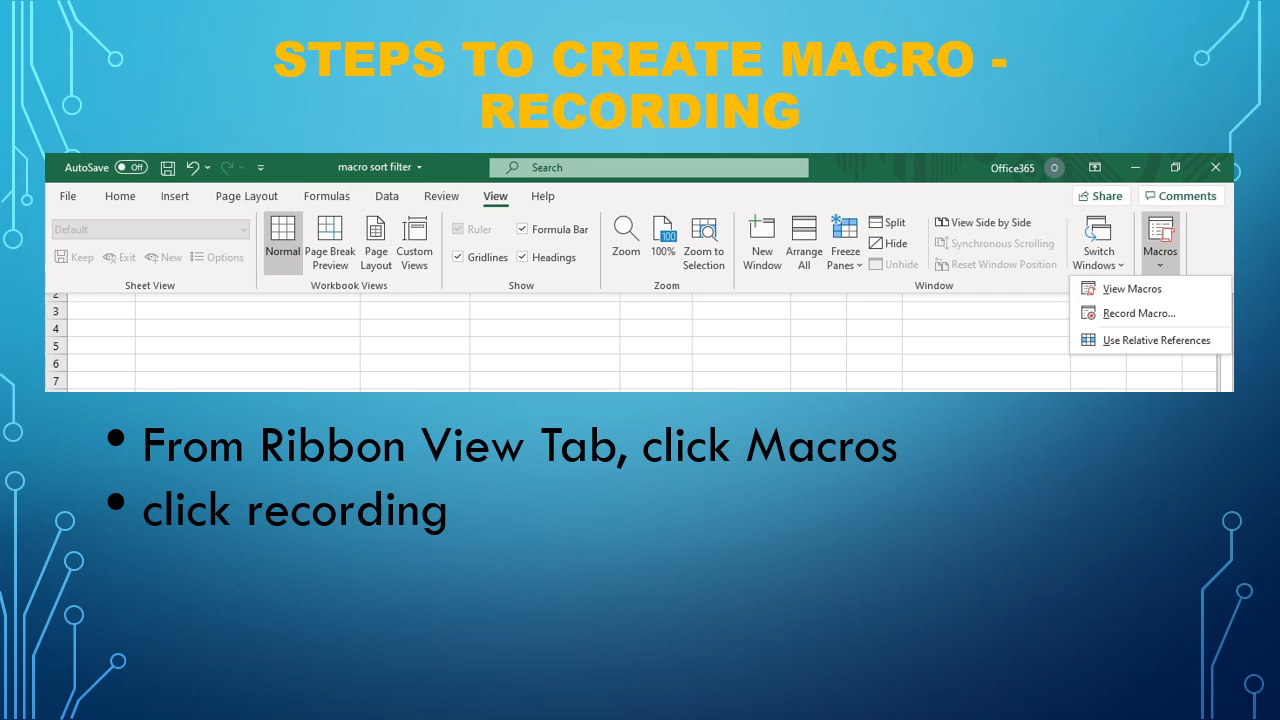 STEPS TO CREATE MACRO -
RECORDING
AutoSave Off macro sort filter Search Office365 O
File Home Insert Page Layout Formulas Data Review View Help Share Comments
Default
Keep Exit New Options
Sheet View
Normal Page Break Preview Page Layout Custom Views
Workbook Views
Ruler Formula Bar
Gridlines Headings
Show
Zoom 100 100% Zoom to Selection
Zoom
New Window Arrange All Freeze Panes
Split
Hide
Unhide
View Side by Side
Synchronous Scrolling
Reset Window Position
Switch Windows
Window
Macros
View Macros
Record Macro...
Use Relative References
2
3
4
5
6
7
• From Ribbon View Tab, click Macros
• click recording